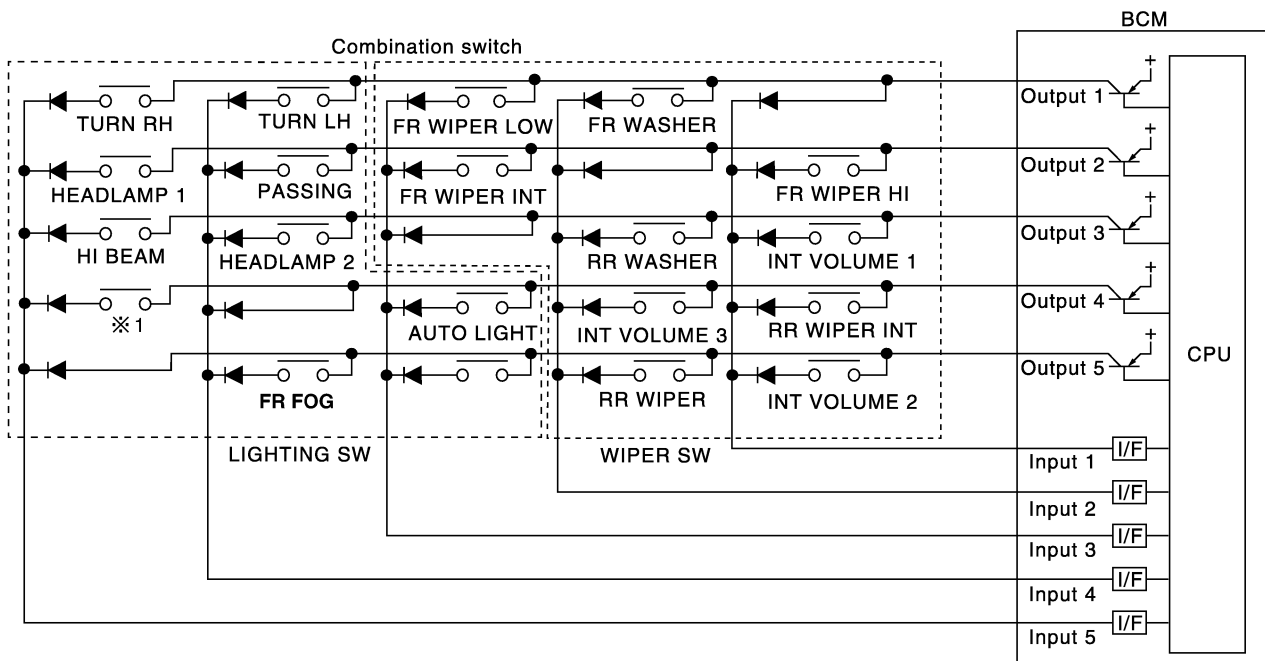 BCM
Combination switch
TURN RH
TURN LH
FR WIPER LOW
FR WASHER
+
Output 1
HEADLAMP 1
PASSING
FR WIPER INT
FR WIPER HI
+
Output 2
HI BEAM
HEADLAMP 2
RR WASHER
INT VOLUME 1
+
Output 3
※1
AUTO LIGHT
INT VOLUME 3
RR WIPER INT
+
Output 4
FR FOG
RR WIPER
INT VOLUME 2
+
Output 5
CPU
LIGHTING SW
WIPER SW
Input 1
I/F
Input 2
I/F
Input 3
I/F
Input 4
I/F
Input 5
I/F